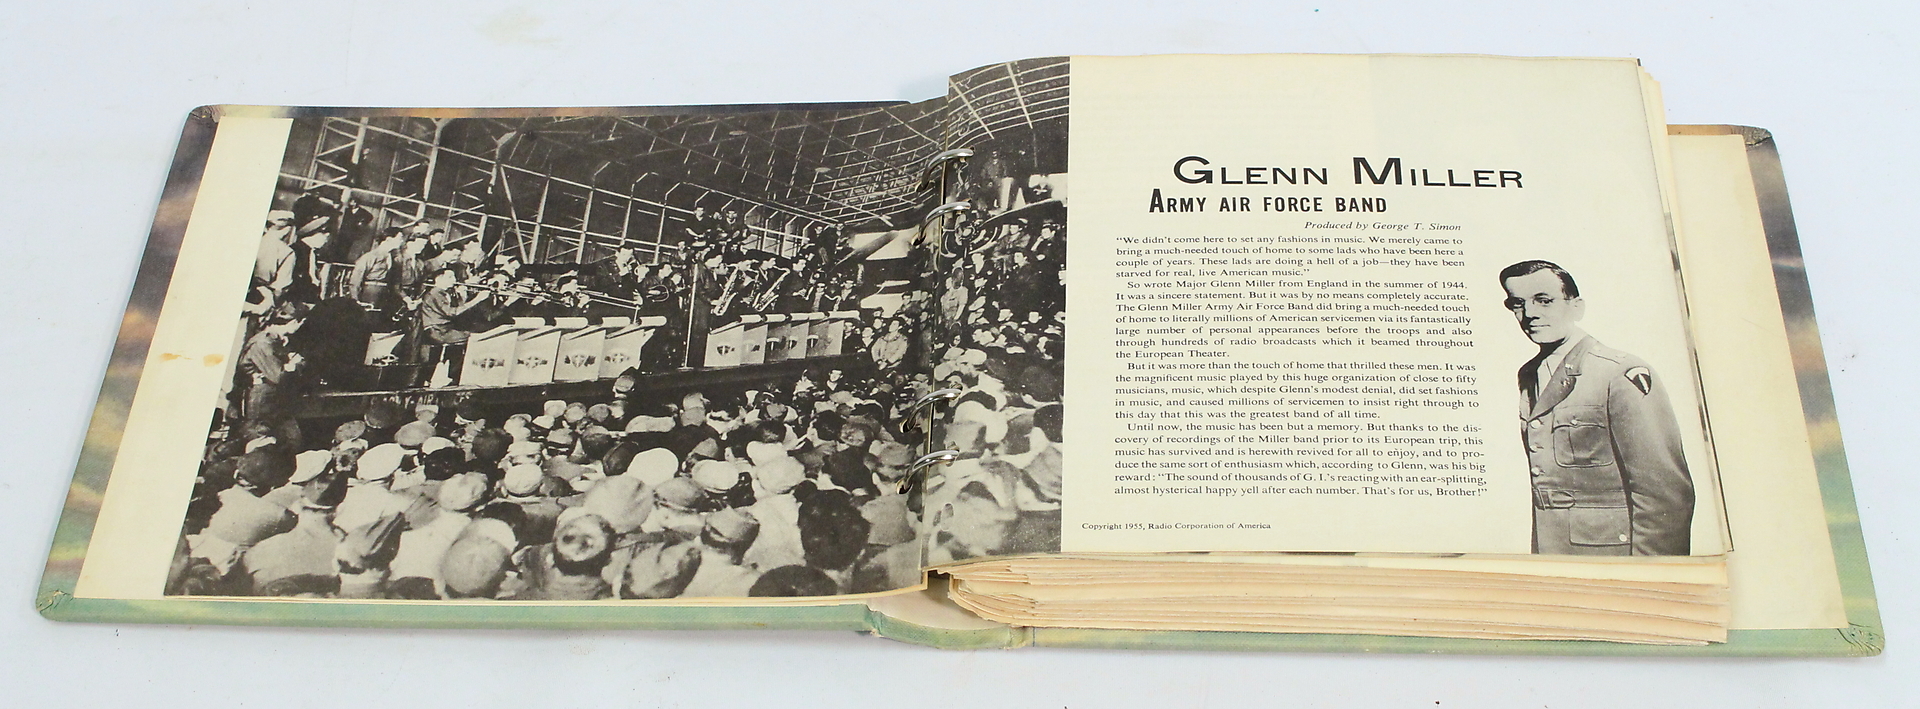 GLENN MILLER
ARMY AIR FORCE BAND
Produced by George T. Simon
"We didn't come here to set any fashions in music. We merely came to
bring a much-needed touch of home to some lads who have been here a
couple of years. These lads are doing a hell of a job—they have been
starved for real, live American music."
So wrote Major Glenn Miller from England in the summer of 1944.
It was a sincere statement. But it was by no means completely accurate.
The Glenn Miller Army Air Force Band did bring a much-needed touch
of home to literally millions of American servicemen via its fantastically
large number of personal appearances before the troops and also
through hundreds of radio broadcasts which it beamed throughout
the European Theater.
But it was more than the touch of home that thrilled these men. It was
the magnificent music played by this huge organization of close to fifty
musicians, music, which despite Glenn's modest denial, did set fashions
in music, and caused millions of servicemen to insist right through to
this day that this was the greatest band of all time.
Until now, the music has been but a memory. But thanks to the dis-
covery of recordings of the Miller band prior to its European trip, this
music has survived and is herewith revived for all to enjoy, and to pro-
duce the same sort of enthusiasm which, according to Glenn, was his big
reward: "The sound of thousands of G. I.'s reacting with an ear-splitting,
almost hysterical happy yell after each number. That's for us, Brother!"
Copyright 1955, Radio Corporation of America